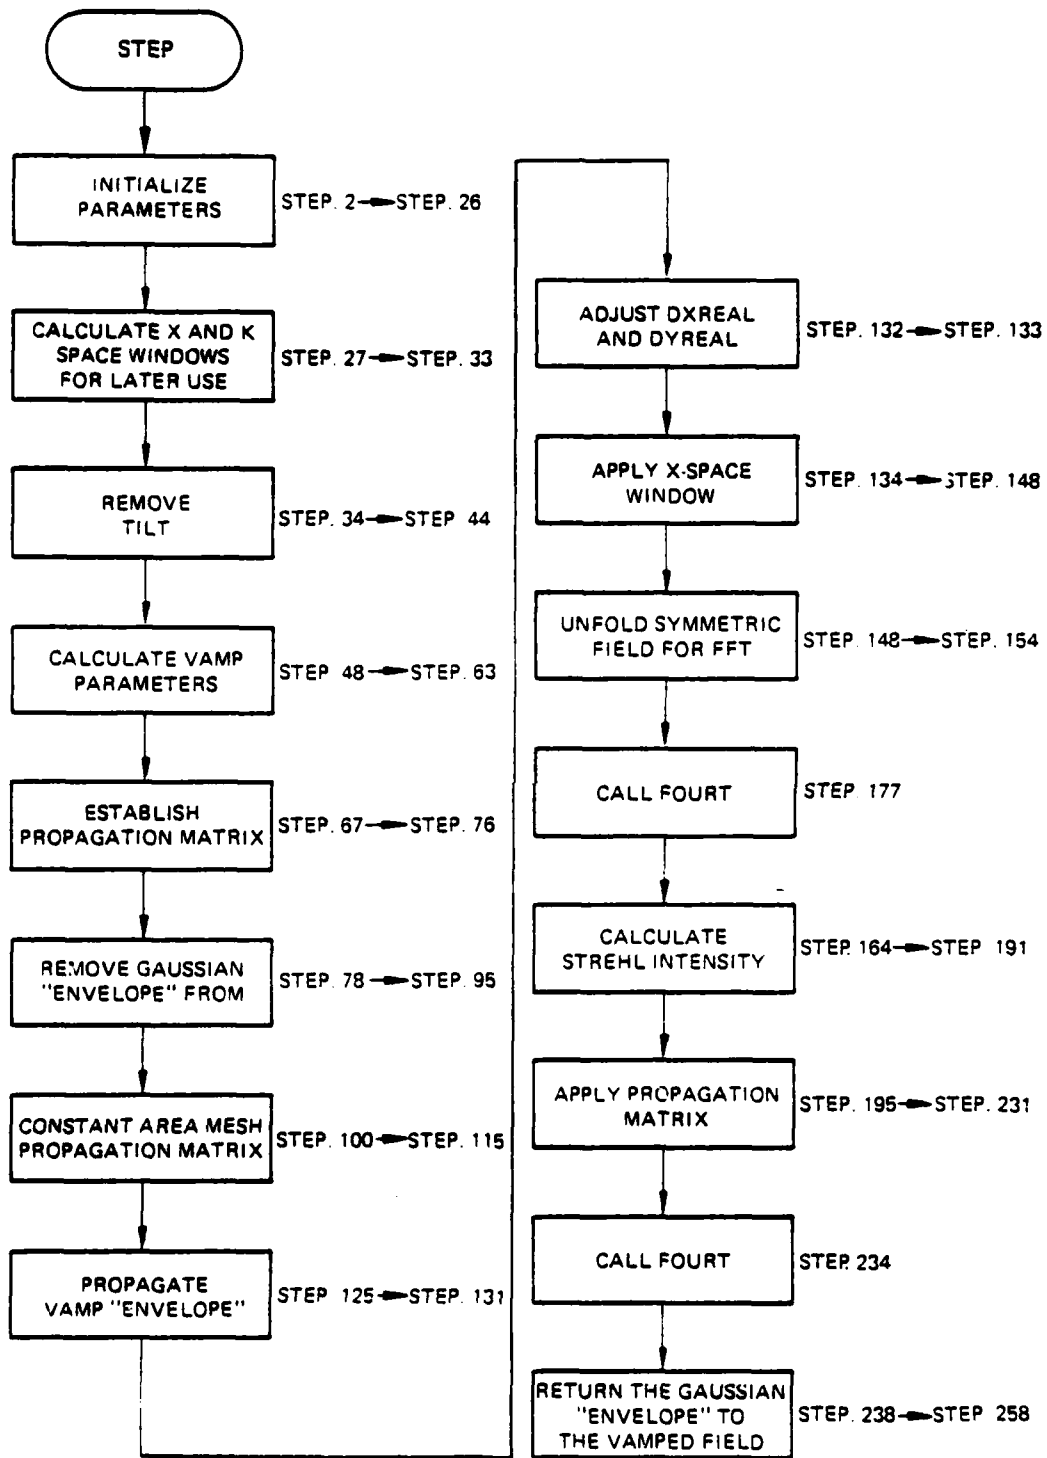 STEP
INITIALIZE
PARAMETERS
STEP. 2 → STEP. 26
CALCULATE X AND K
SPACE WINDOWS
FOR LATER USE
STEP. 27 → STEP. 33
REMOVE
TILT
STEP. 34 → STEP 44
CALCULATE VAMP
PARAMETERS
STEP 48 → STEP. 63
ESTABLISH
PROPAGATION MATRIX
STEP. 67 → STEP. 76
REMOVE GAUSSIAN
"ENVELOPE" FROM
STEP. 78 → STEP. 95
CONSTANT AREA MESH
PROPAGATION MATRIX
STEP. 100 → STEP. 115
PROPAGATE
VAMP "ENVELOPE"
STEP 125 → STEP. 131
ADJUST DXREAL
AND DYREAL
STEP. 132 → STEP. 133
APPLY X-SPACE
WINDOW
STEP. 134 → STEP. 148
UNFOLD SYMMETRIC
FIELD FOR FFT
STEP. 148 → STEP. 154
CALL FOURT
STEP. 177
CALCULATE
STREHL INTENSITY
STEP. 164 → STEP 191
APPLY PROPAGATION
MATRIX
STEP. 195 → STEP. 231
CALL FOURT
STEP. 234
RETURN THE GAUSSIAN
"ENVELOPE" TO
THE VAMPED FIELD
STEP. 238 → STEP 258